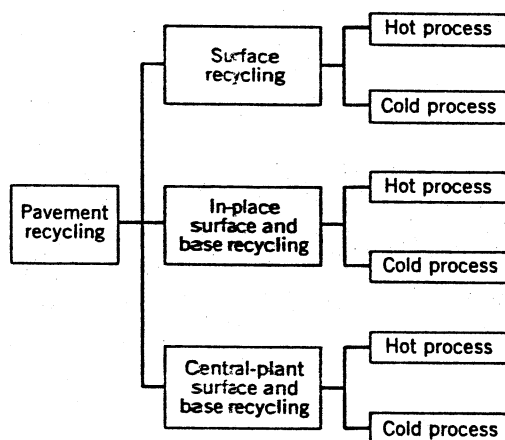 Pavement
recycling
Surface
recycling
Hot process
Cold process
In-place
surface and
base recycling
Hot process
Cold process
Central-plant
surface and
base recycling
Hot process
Cold process